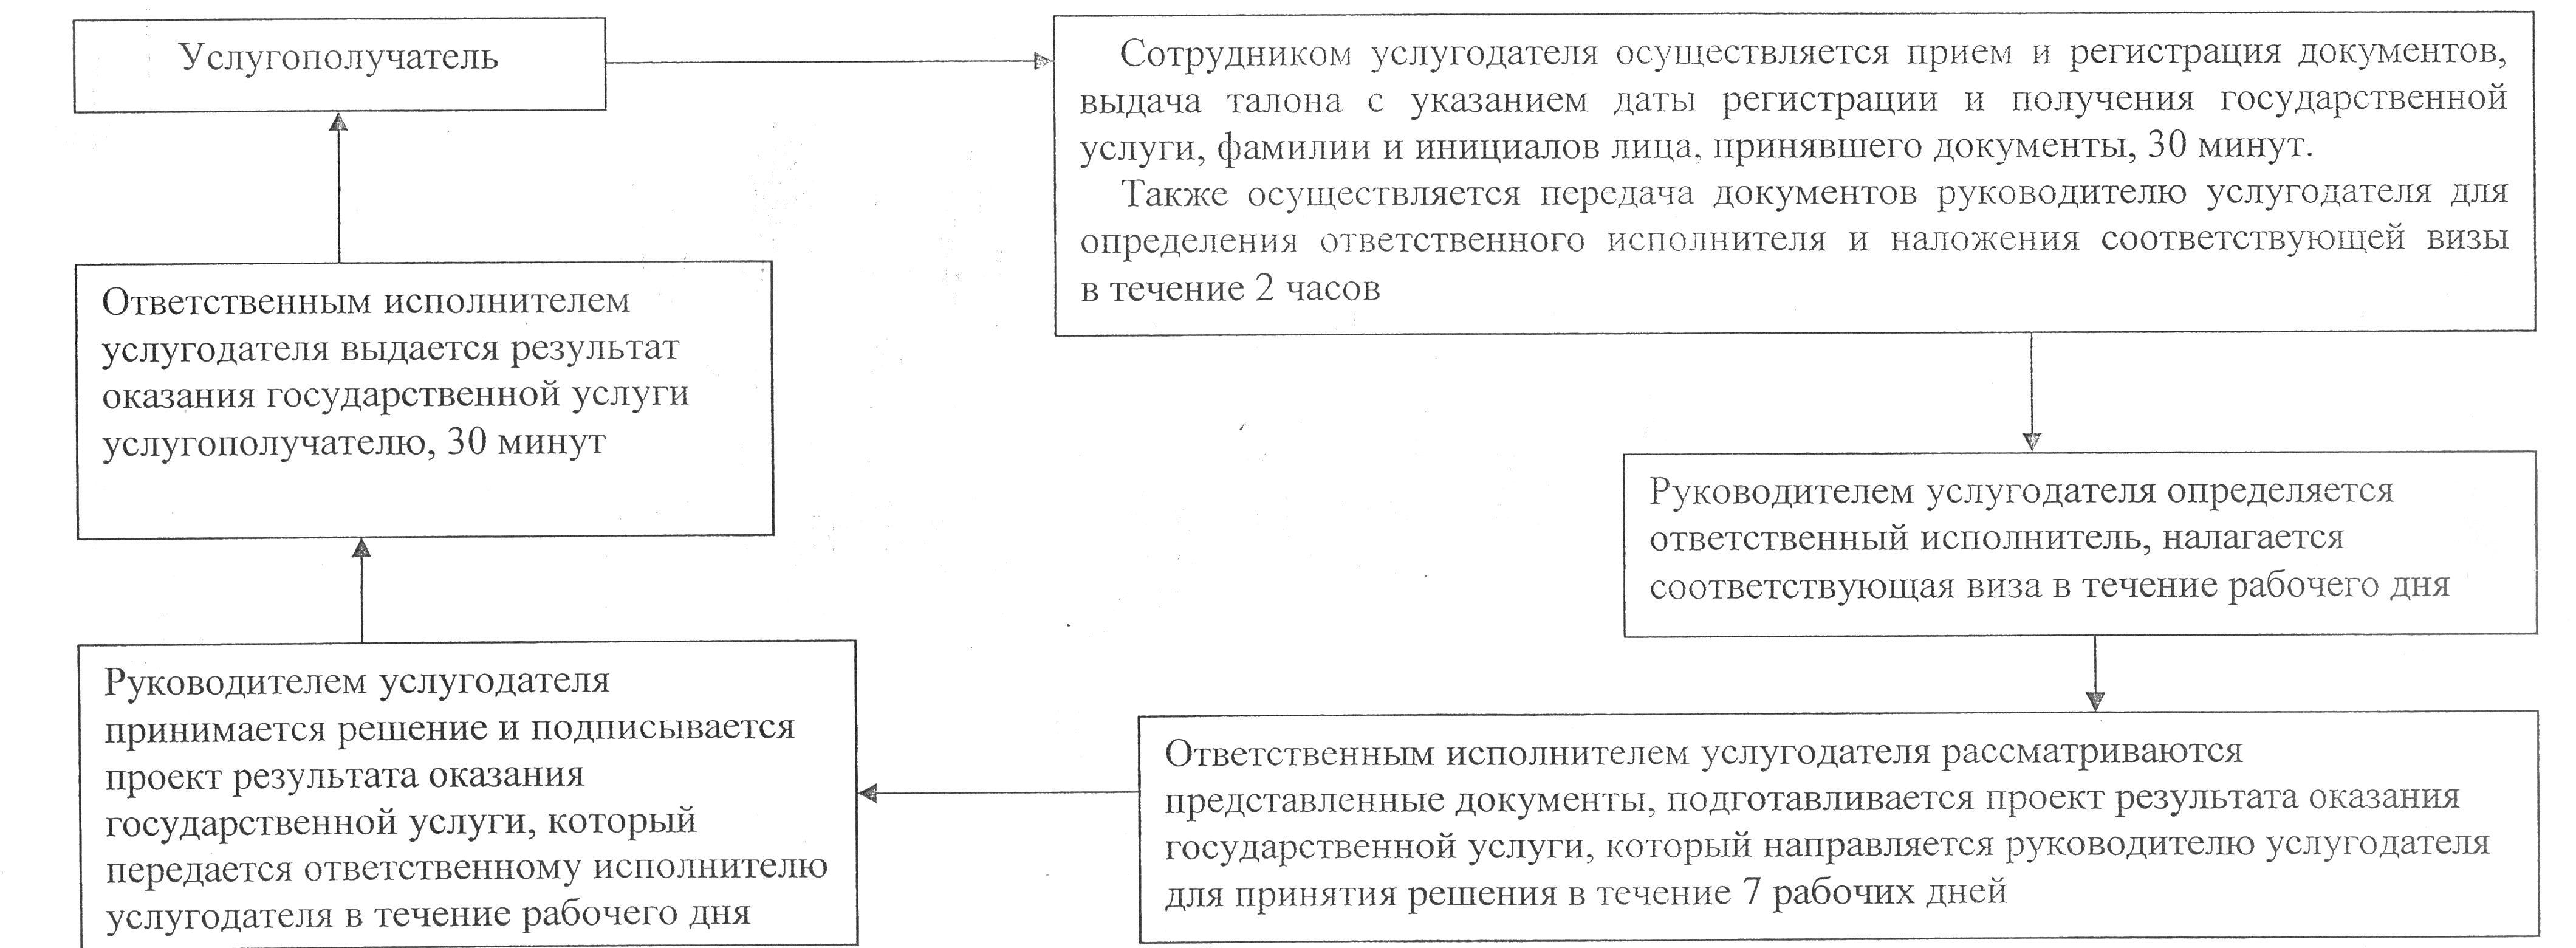 Услугополучатель
Сотрудником услугодателя осуществляется прием и регистрация документов,
выдача талона с указанием даты регистрации и получения государственной
услуги, фамилии и инициалов лица, принявшего документы, 30 минут.
Также осуществляется передача документов руководителю услугодателя для
определения ответственного исполнителя и наложения соответствующей визы
в течение 2 часов
Руководителем услугодателя определяется
ответственный исполнитель, налагается
соответствующая виза в течение рабочего дня
Ответственным исполнителем услугодателя рассматриваются
представленные документы, подготавливается проект результата оказания
государственной услуги, который направляется руководителю услугодателя
для принятия решения в течение 7 рабочих дней
Руководителем услугодателя
принимается решение и подписывается
проект результата оказания
государственной услуги, который
передается ответственному исполнителю
услугодателя в течение рабочего дня
Ответственным исполнителем
услугодателя выдается результат
оказания государственной услуги
услугополучателю, 30 минут